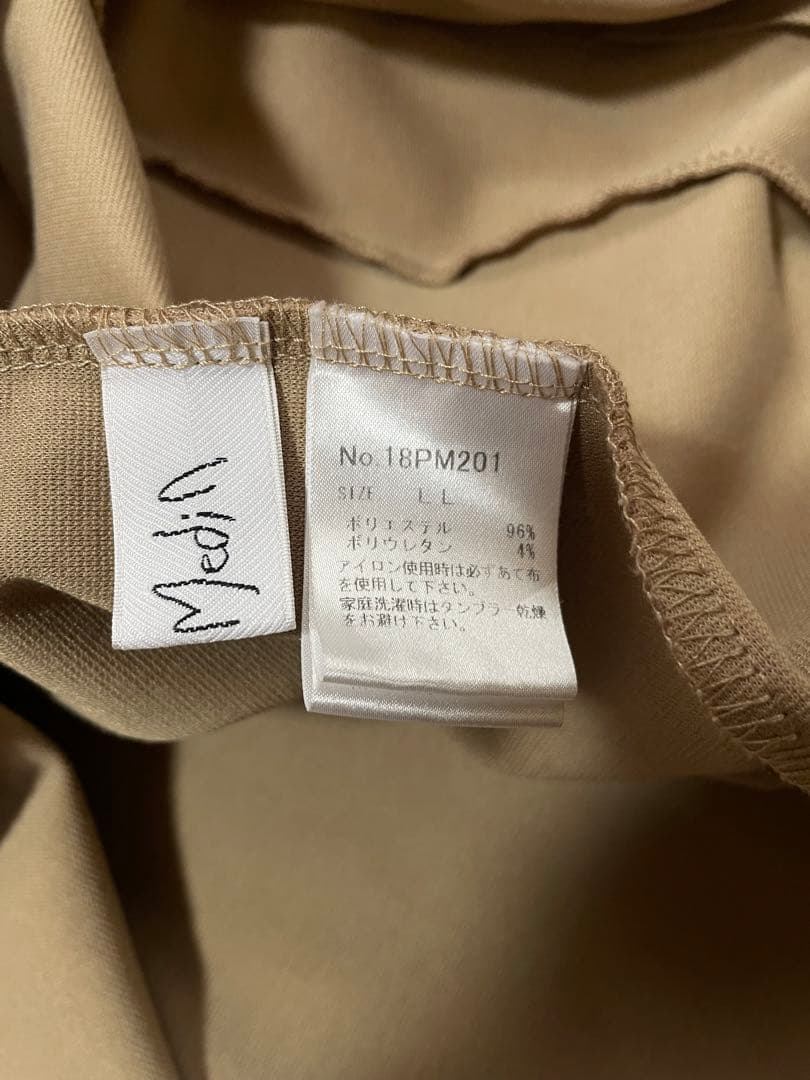 Medin
No.18PM201
SIZE LL
ポリエステル 96%
ポリウレタン 4%
アイロン使用時は必ずあて布
を使用して下さい。
家庭洗濯時はタンブラー乾燥
をお避け下さい。